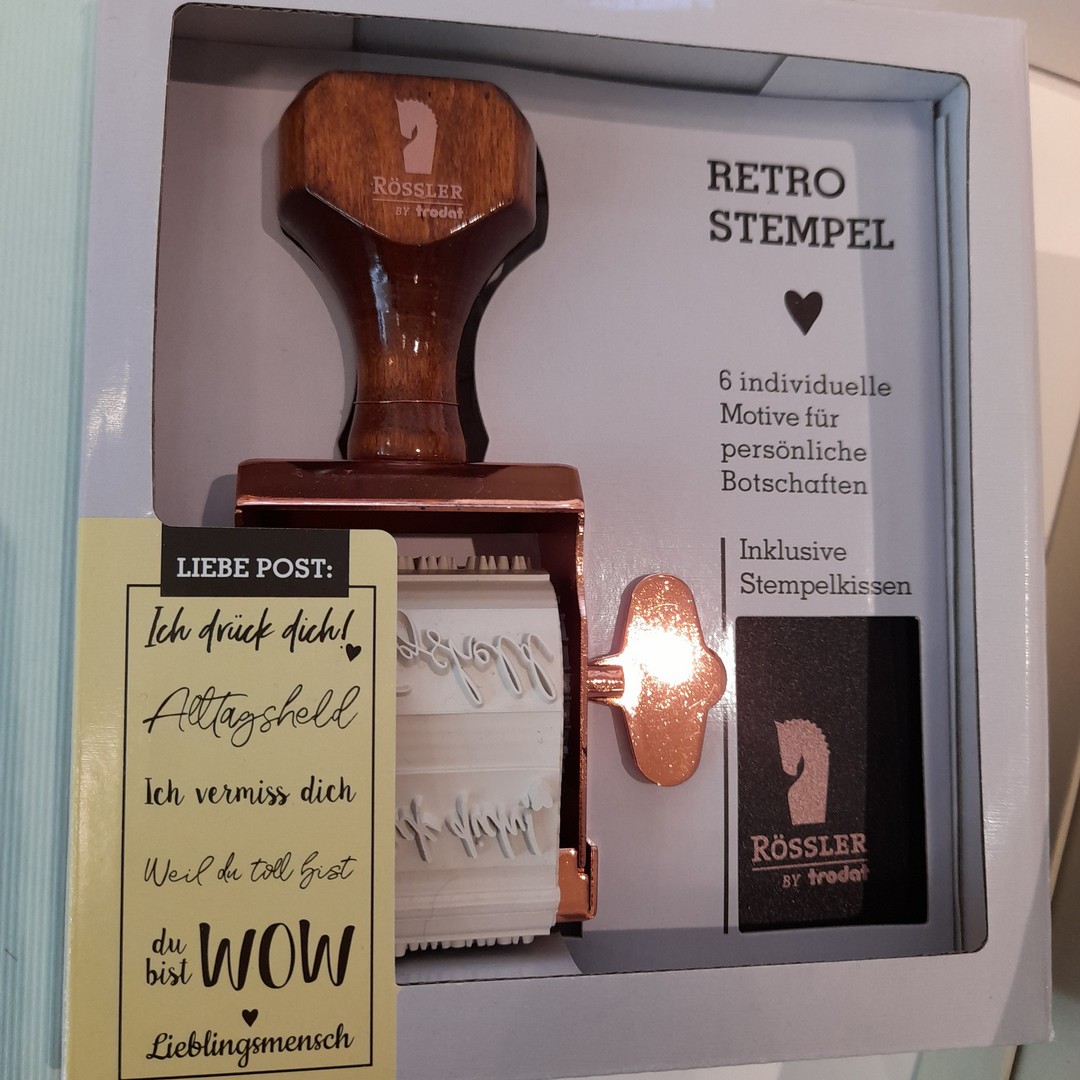 RÖSSLER
BY trodat
RETRO
STEMPEL
6 individuelle
Motive für
persönliche
Botschaften
Inklusive
Stempelkissen
RÖSSLER
BY trodat
LIEBE POST:
Ich drück dich!
Alltagsheld
Ich vermiss dich
Weil du toll bist
du
bist WOW
Lieblingsmensch